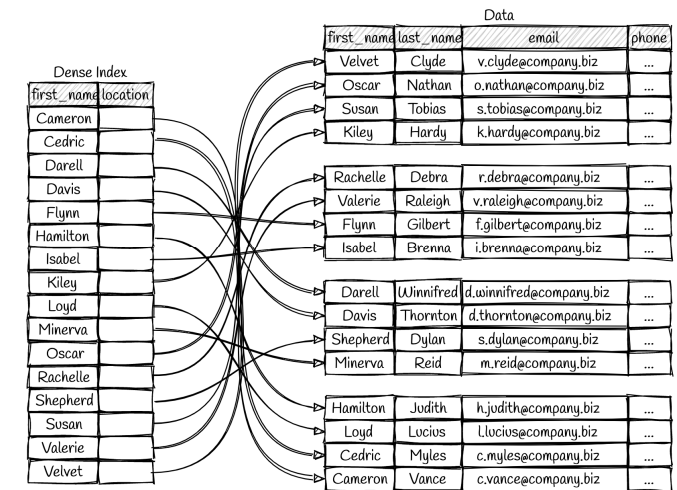 Data
first_name last_name email phone
Velvet Clyde v.clyde@company.biz ...
Oscar Nathan o.nathan@company.biz ...
Susan Tobias s.tobias@company.biz ...
Kiley Hardy k.hardy@company.biz ...
Rachelle Debra r.debra@company.biz ...
Valerie Raleigh v.raleigh@company.biz ...
Flynn Gilbert f.gilbert@company.biz ...
Isabel Brenna i.brenna@company.biz ...
Darell Winnifred d.winnifred@company.biz ...
Davis Thornton d.thornton@company.biz ...
Shepherd Dylan s.dylan@company.biz ...
Minerva Reid m.reid@company.biz ...
Hamilton Judith h.judith@company.biz ...
Loyd Lucius l.lucius@company.biz ...
Cedric Myles c.myles@company.biz ...
Cameron Vance c.vance@company.biz ...
Dense Index
first_name location
Cameron
Cedric
Darell
Davis
Flynn
Hamilton
Isabel
Kiley
Loyd
Minerva
Oscar
Rachelle
Shepherd
Susan
Valerie
Velvet